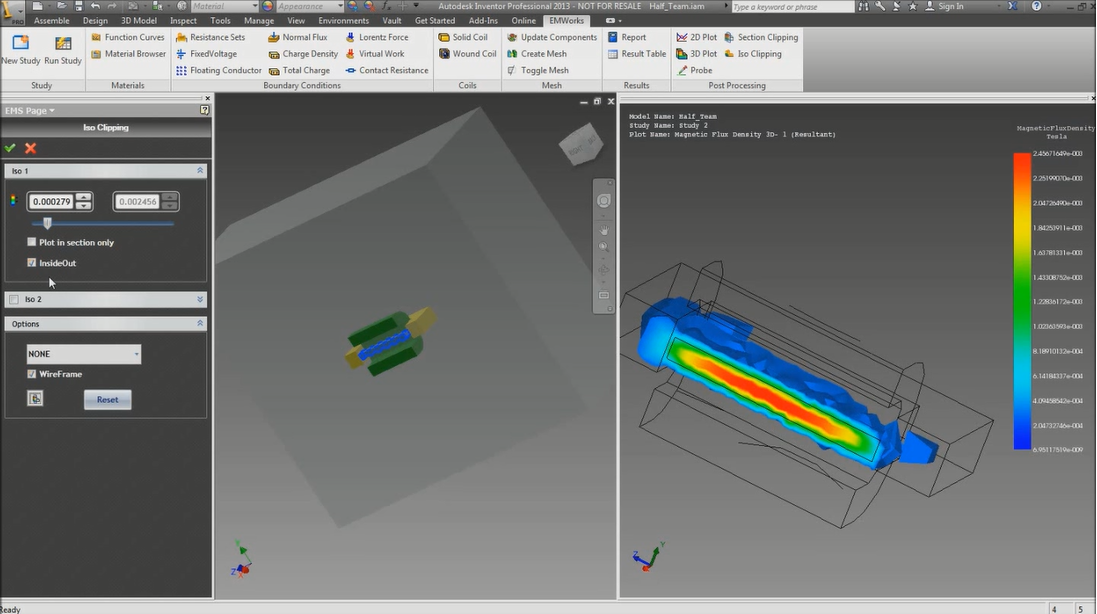 Material
Appearance
Autodesk Inventor Professional 2013 - NOT FOR RESALE Half_Team.iam
Type a keyword or phrase
Sign In
PRO
Assemble Design 3D Model Inspect Tools Manage View Environments Vault Get Started Add-Ins Online EMWorks
New Study
Run Study
Study
Function Curves
Material Browser
Materials
Resistance Sets Normal Flux Lorentz Force
FixedVoltage Charge Density Virtual Work
Floating Conductor Total Charge Contact Resistance
Boundary Conditions
Solid Coil
Wound Coil
Coils
Update Components
Create Mesh
Toggle Mesh
Mesh
Report
Result Table
Results
2D Plot Section Clipping
3D Plot Iso Clipping
Probe
Post Processing
EMS Page
Iso Clipping
Iso 1
0.000279 0.002456
Plot in section only
InsideOut
Iso 2
Options
NONE
WireFrame
Reset
Y
Z
X
Model Name: Half_Team
Study Name: Study 2
Plot Name: Magnetic Flux Density 3D- 1 (Resultant)
MagneticFluxDensity
Tesla
2.45671649e-003
2.25199070e-003
2.04726490e-003
1.84253911e-003
1.63781331e-003
1.43308752e-003
1.22836172e-003
1.02363593e-003
8.18910132e-004
6.14184337e-004
4.09458542e-004
2.04732746e-004
6.95117519e-009
Y
Z
Ready
4 5